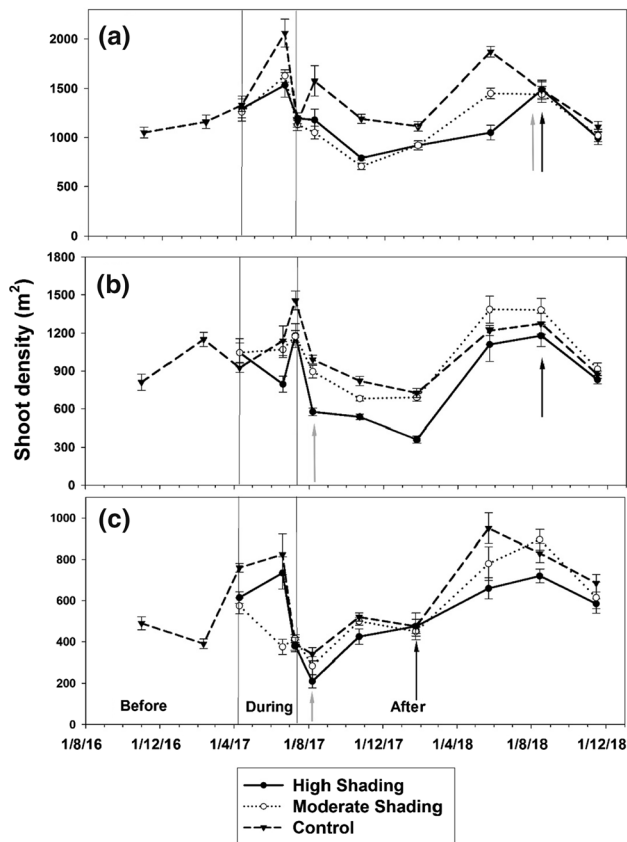 (a)
2000
1500
1000
500
0
(b)
1800
1500
1200
900
600
300
0
Shoot density (m²)
(c)
1000
800
600
400
200
0
Before During After
1/8/16 1/12/16 1/4/17 1/8/17 1/12/17 1/4/18 1/8/18 1/12/18
High Shading
Moderate Shading
Control